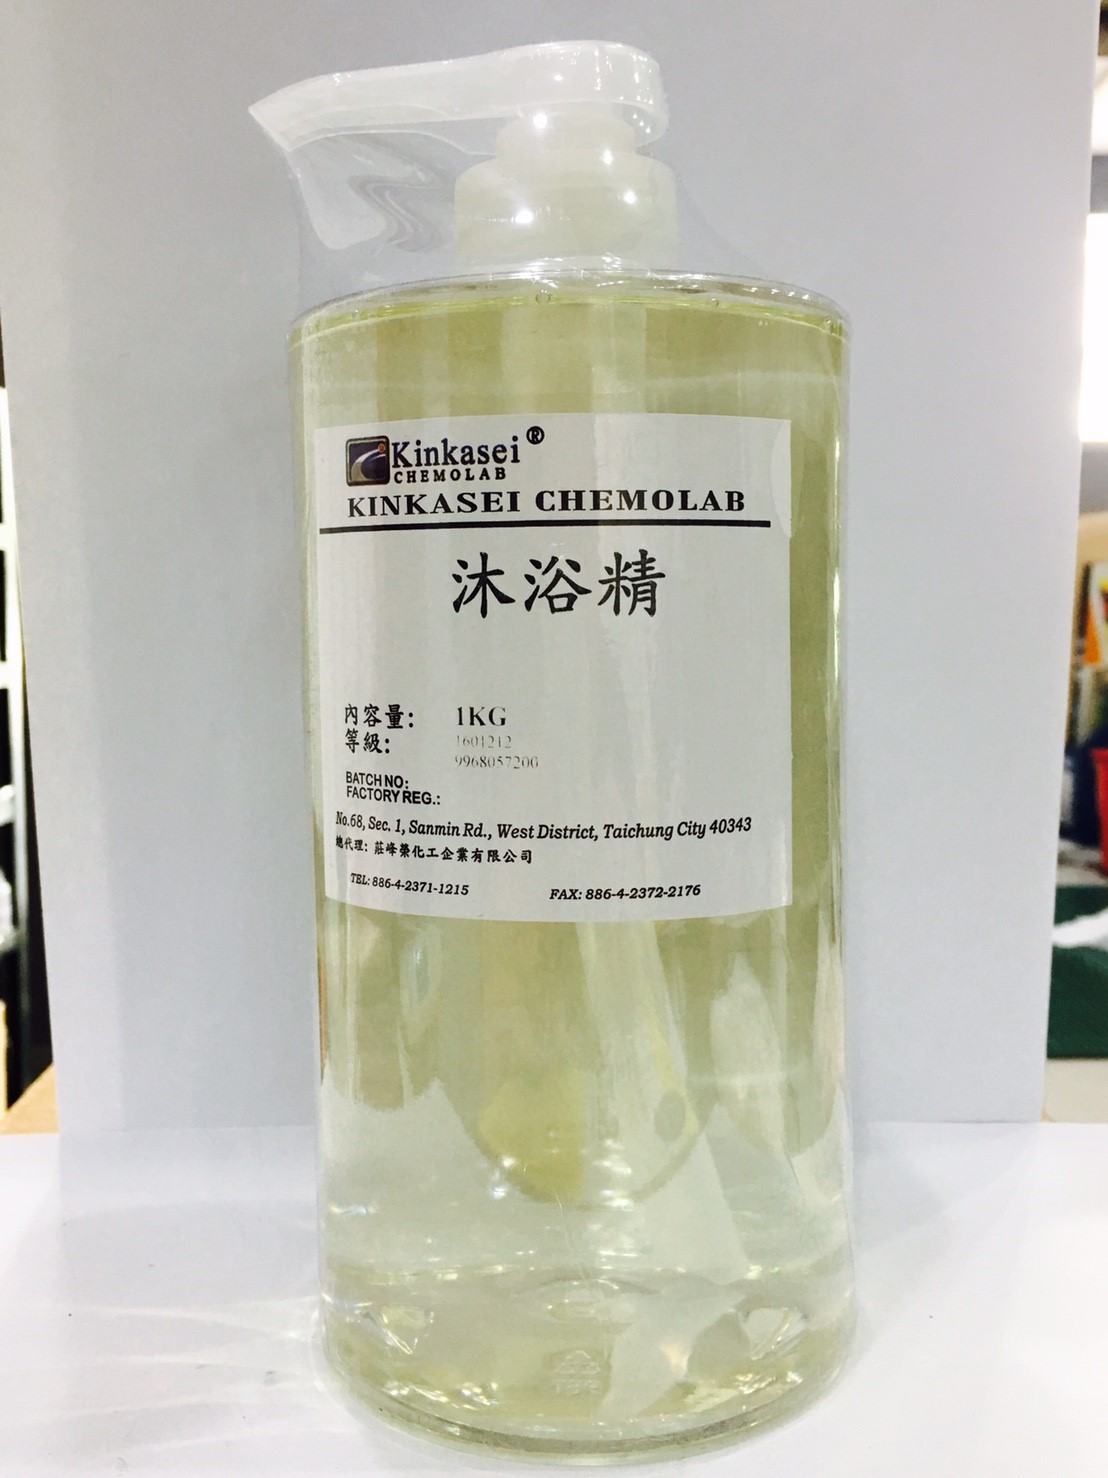 Kinkasei®
CHEMOLAB
KINKASEI CHEMOLAB
沐浴精
內容量: 1KG
等級: 1601212
9968057200
BATCH NO:
FACTORY REG.:
No.68, Sec. 1, Sanmin Rd., West District, Taichung City 40343
總代理: 莊峰榮化工企業有限公司
TEL: 886-4-2371-1215 FAX: 886-4-2372-2176